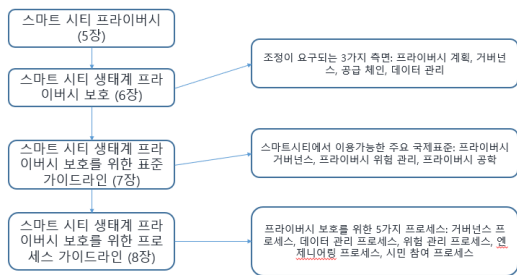 스마트 시티 프라이버시
(5장)
조정이 요구되는 3가지 측면: 프라이버시 계획, 거버넌
스, 공급 체인, 데이터 관리
스마트 시티 생태계 프라
이버시 보호 (6장)
스마트시티에서 이용가능한 주요 국제표준: 프라이버시
거버넌스, 프라이버시 위험 관리, 프라이버시 공학
스마트 시티 생태계 프라
이버시 보호를 위한 표준
가이드라인 (7장)
스마트 시티 생태계 프라
이버시 보호를 위한 프로
세스 가이드라인 (8장)
프라이버시 보호를 위한 5가지 프로세스: 거버넌스 프
로세스, 데이터 관리 프로세스, 위험 관리 프로세스, 엔
제니어링 프로세스, 시민 참여 프로세스